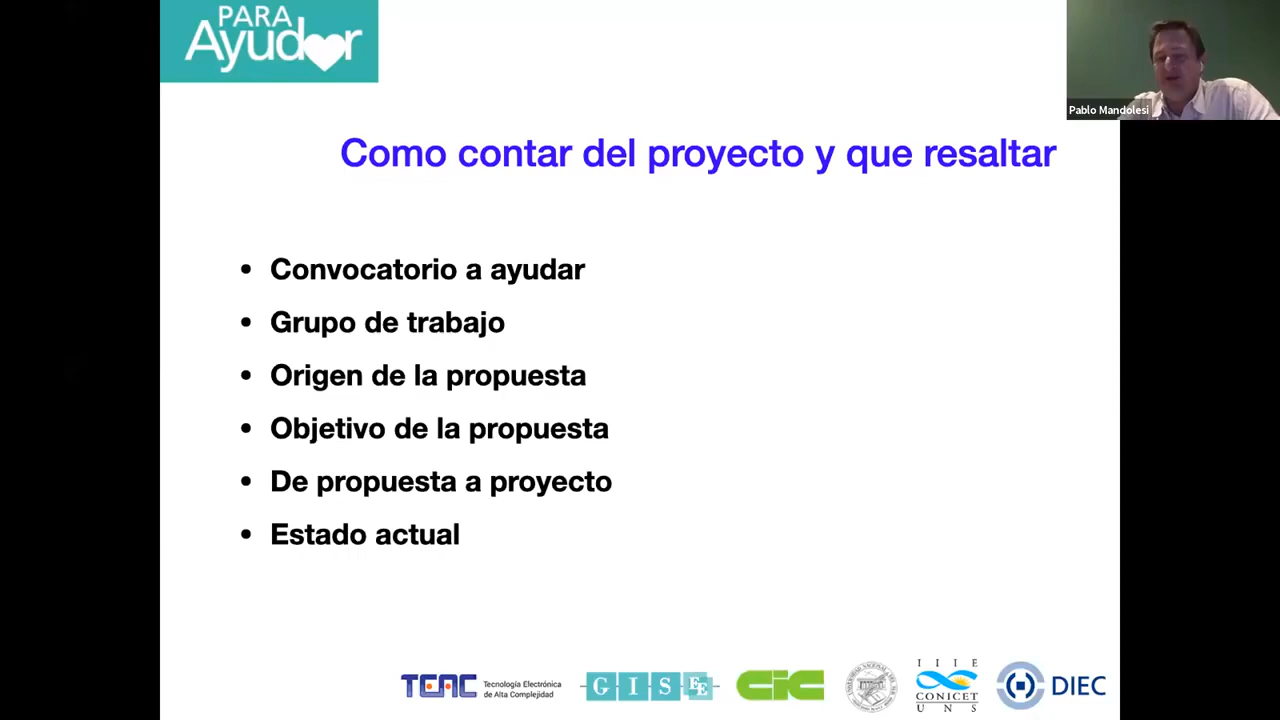 PARA
Ayudar
Pablo Mandolesi
Como contar del proyecto y que resaltar
• Convocatorio a ayudar
• Grupo de trabajo
• Origen de la propuesta
• Objetivo de la propuesta
• De propuesta a proyecto
• Estado actual
TEAC Tecnología Electrónica
de Alta Complejidad
GISEE
CIC
IIIE
CONICET
UNS
DIEC